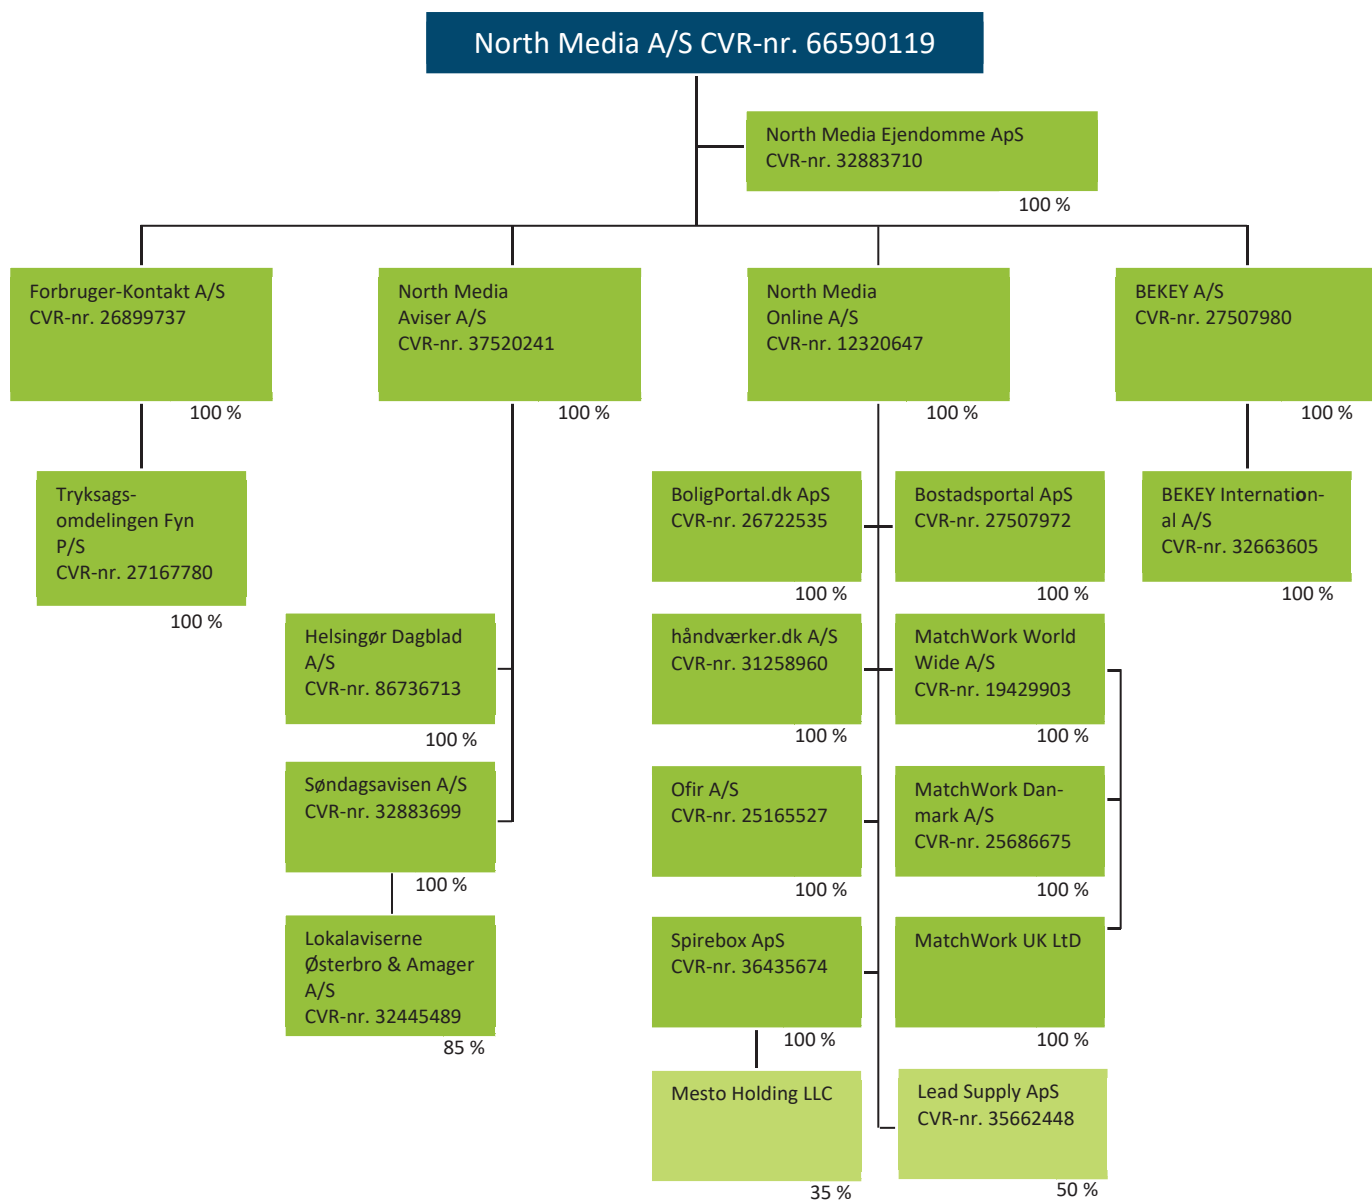 North Media A/S CVR-nr. 66590119
North Media Ejendomme ApS
CVR-nr. 32883710
100 %
Forbruger-Kontakt A/S
CVR-nr. 26899737
100 %
North Media
Aviser A/S
CVR-nr. 37520241
100 %
North Media
Online A/S
CVR-nr. 12320647
100 %
BEKEY A/S
CVR-nr. 27507980
100 %
Tryksags-
omdelingen Fyn
P/S
CVR-nr. 27167780
100 %
BoligPortal.dk ApS
CVR-nr. 26722535
100 %
Bostadsportal ApS
CVR-nr. 27507972
100 %
BEKEY Internation-
al A/S
CVR-nr. 32663605
100 %
Helsingør Dagblad
A/S
CVR-nr. 86736713
100 %
håndværker.dk A/S
CVR-nr. 31258960
100 %
MatchWork World
Wide A/S
CVR-nr. 19429903
100 %
Søndagsavisen A/S
CVR-nr. 32883699
100 %
Ofir A/S
CVR-nr. 25165527
100 %
MatchWork Dan-
mark A/S
CVR-nr. 25686675
100 %
Lokalaviserne
Østerbro & Amager
A/S
CVR-nr. 32445489
85 %
Spirebox ApS
CVR-nr. 36435674
100 %
MatchWork UK LtD
100 %
Mesto Holding LLC
35 %
Lead Supply ApS
CVR-nr. 35662448
50 %